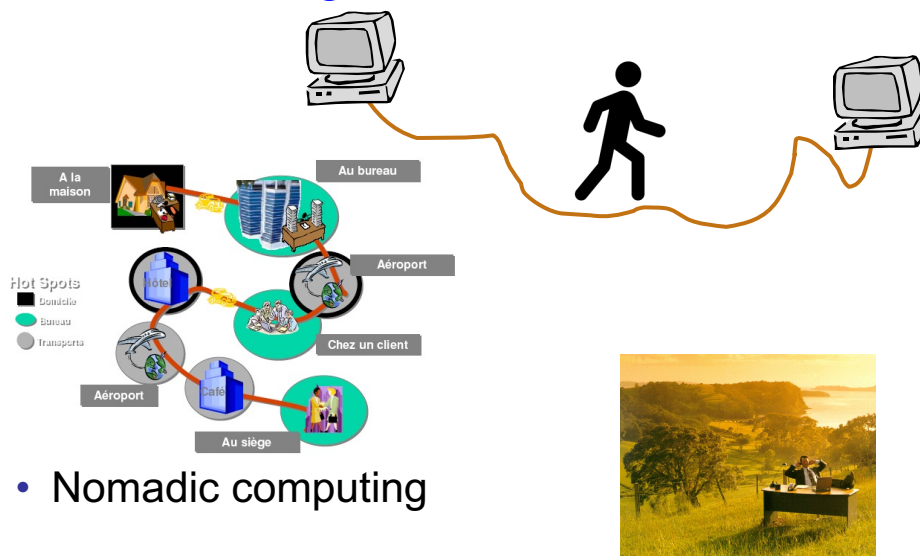 A la
maison
Au bureau
Aéroport
Hôtel
Hot Spots
Domicile
Bureau
Transports
Chez un client
Aéroport
Café
Au siège
• Nomadic computing